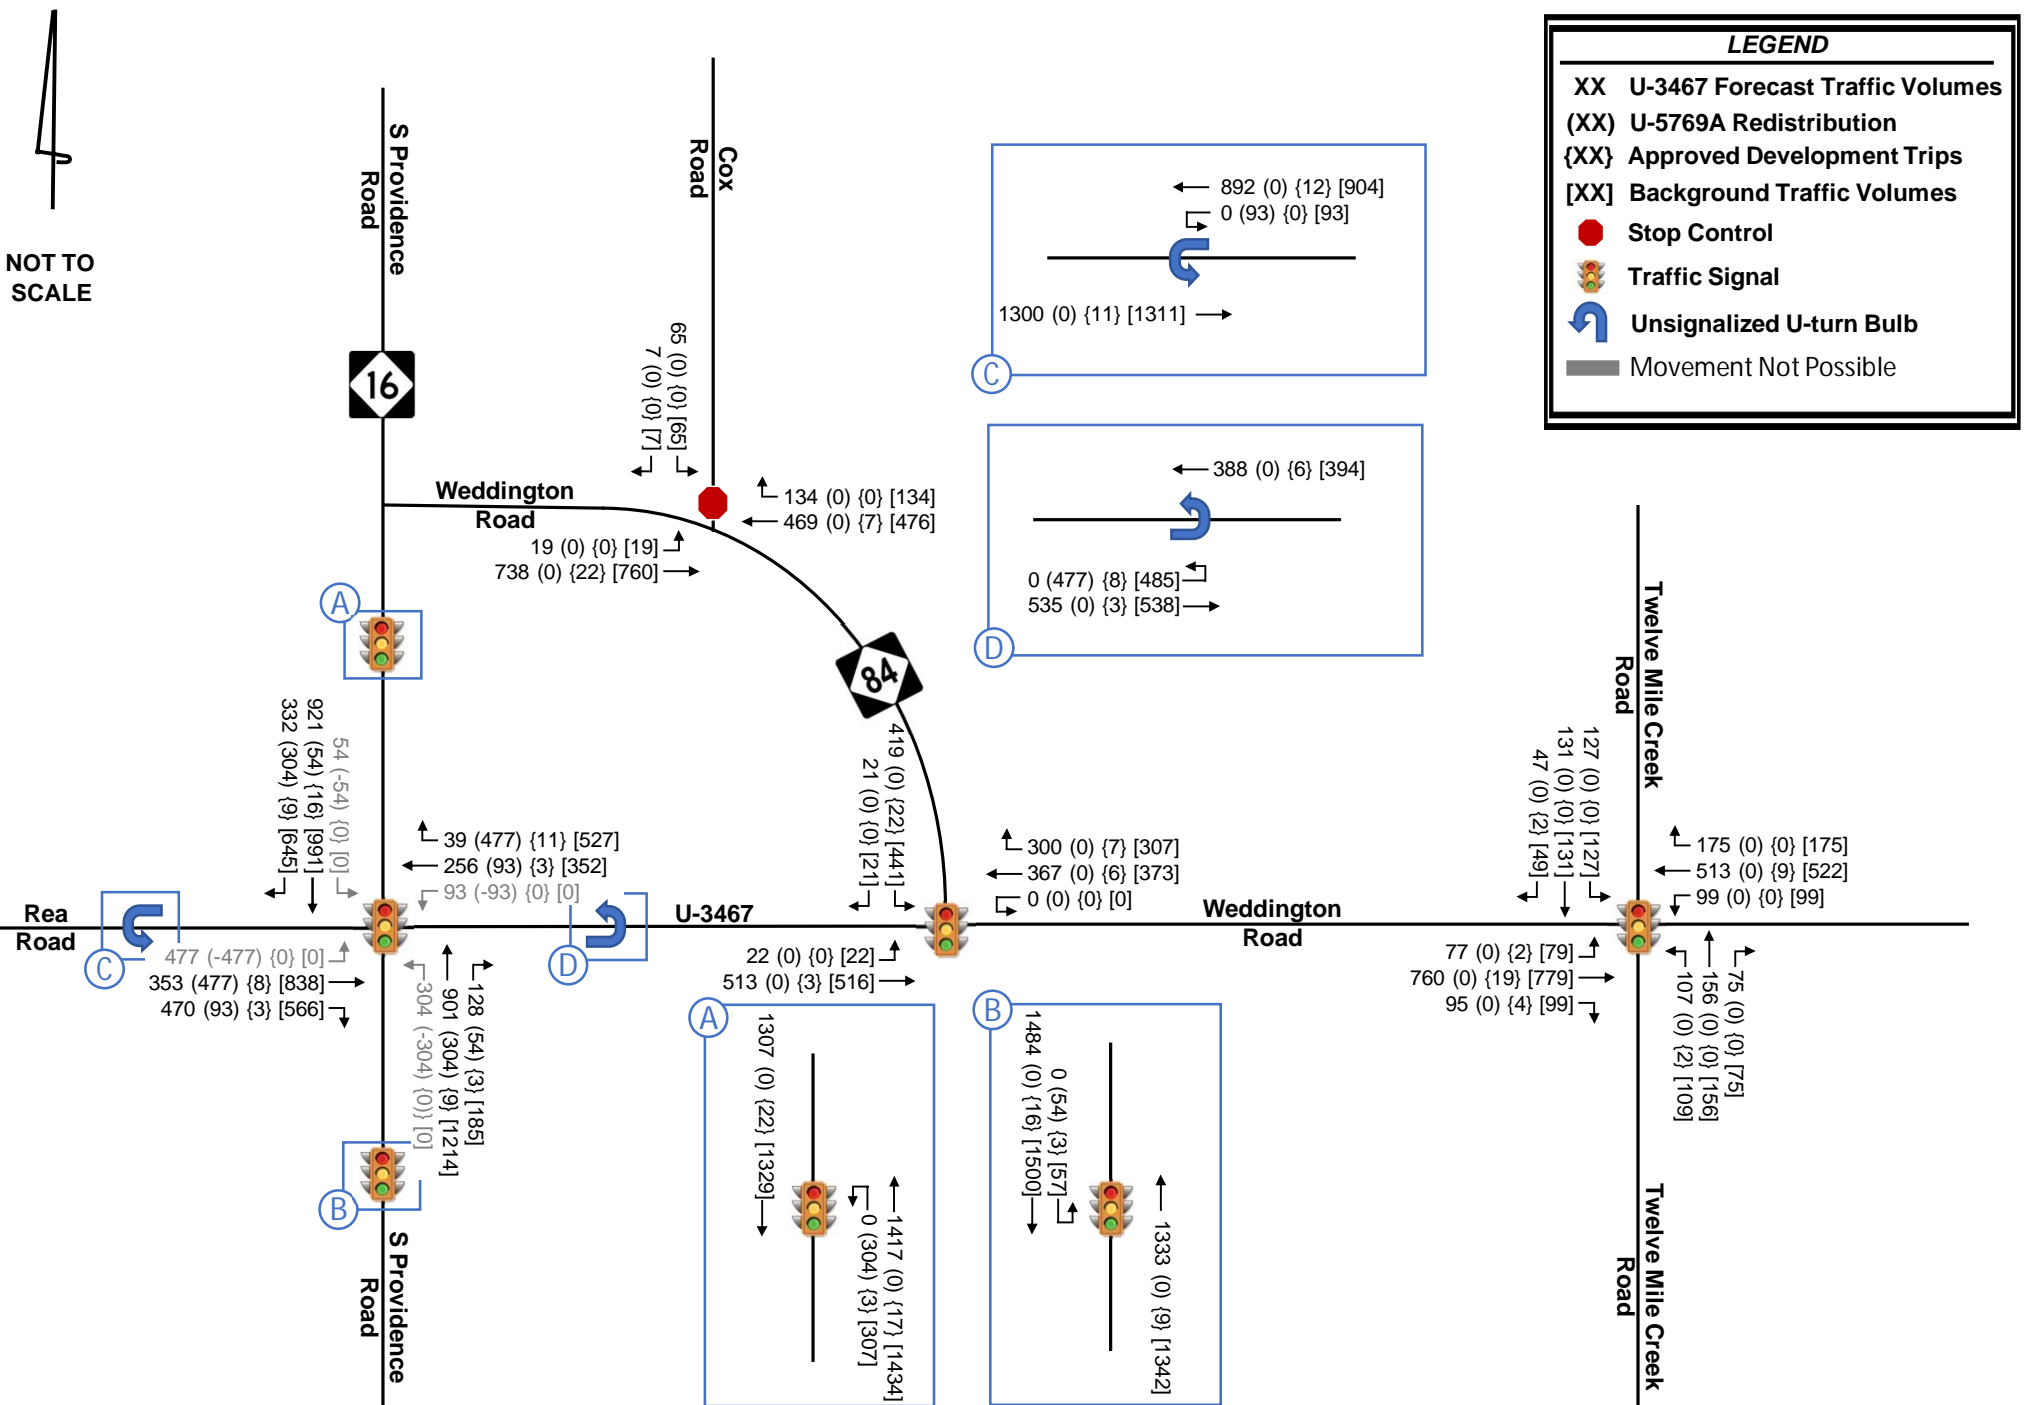 LEGEND
XX U-3467 Forecast Traffic Volumes
(XX) U-5769A Redistribution
{XX} Approved Development Trips
[XX] Background Traffic Volumes
Stop Control
Traffic Signal
Unsignalized U-turn Bulb
Movement Not Possible
NOT TO
SCALE
S Providence
Road
Cox
Road
16
892 (0) {12} [904]
0 (93) {0} [93]
1300 (0) {11} [1311]
C
65 (0) {0} [65]
7 (0) {0} [7]
Weddington
Road
134 (0) {0} [134]
469 (0) {7} [476]
19 (0) {0} [19]
738 (0) {22} [760]
388 (0) {6} [394]
0 (477) {8} [485]
535 (0) {3} [538]
D
A
84
Twelve Mile Creek
Road
54 (-54) {0} [0]
921 (54) {16} [991]
332 (304) {9} [645]
39 (477) {11} [527]
256 (93) {3} [352]
93 (-93) {0} [0]
419 (0) {22} [441]
21 (0) {0} [21]
300 (0) {7} [307]
367 (0) {6} [373]
0 (0) {0} [0]
127 (0) {0} [127]
131 (0) {0} [131]
47 (0) {2} [49]
175 (0) {0} [175]
513 (0) {9} [522]
99 (0) {0} [99]
Rea
Road
U-3467
Weddington
Road
C
477 (-477) {0} [0]
353 (477) {8} [838]
470 (93) {3} [566]
D
22 (0) {0} [22]
513 (0) {3} [516]
77 (0) {2} [79]
760 (0) {19} [779]
95 (0) {4} [99]
128 (54) {3} [185]
901 (304) {9} [1214]
304 (-304) {0)} [0]
75 (0) {0} [75]
156 (0) {0} [156]
107 (0) {2} [109]
A
1307 (0) {22} [1329]
1417 (0) {17} [1434]
0 (304) {3} [307]
B
0 (54) {3} [57]
1484 (0) {16} [1500]
1333 (0) {9} [1342]
B
S Providence
Road
Twelve Mile Creek
Road